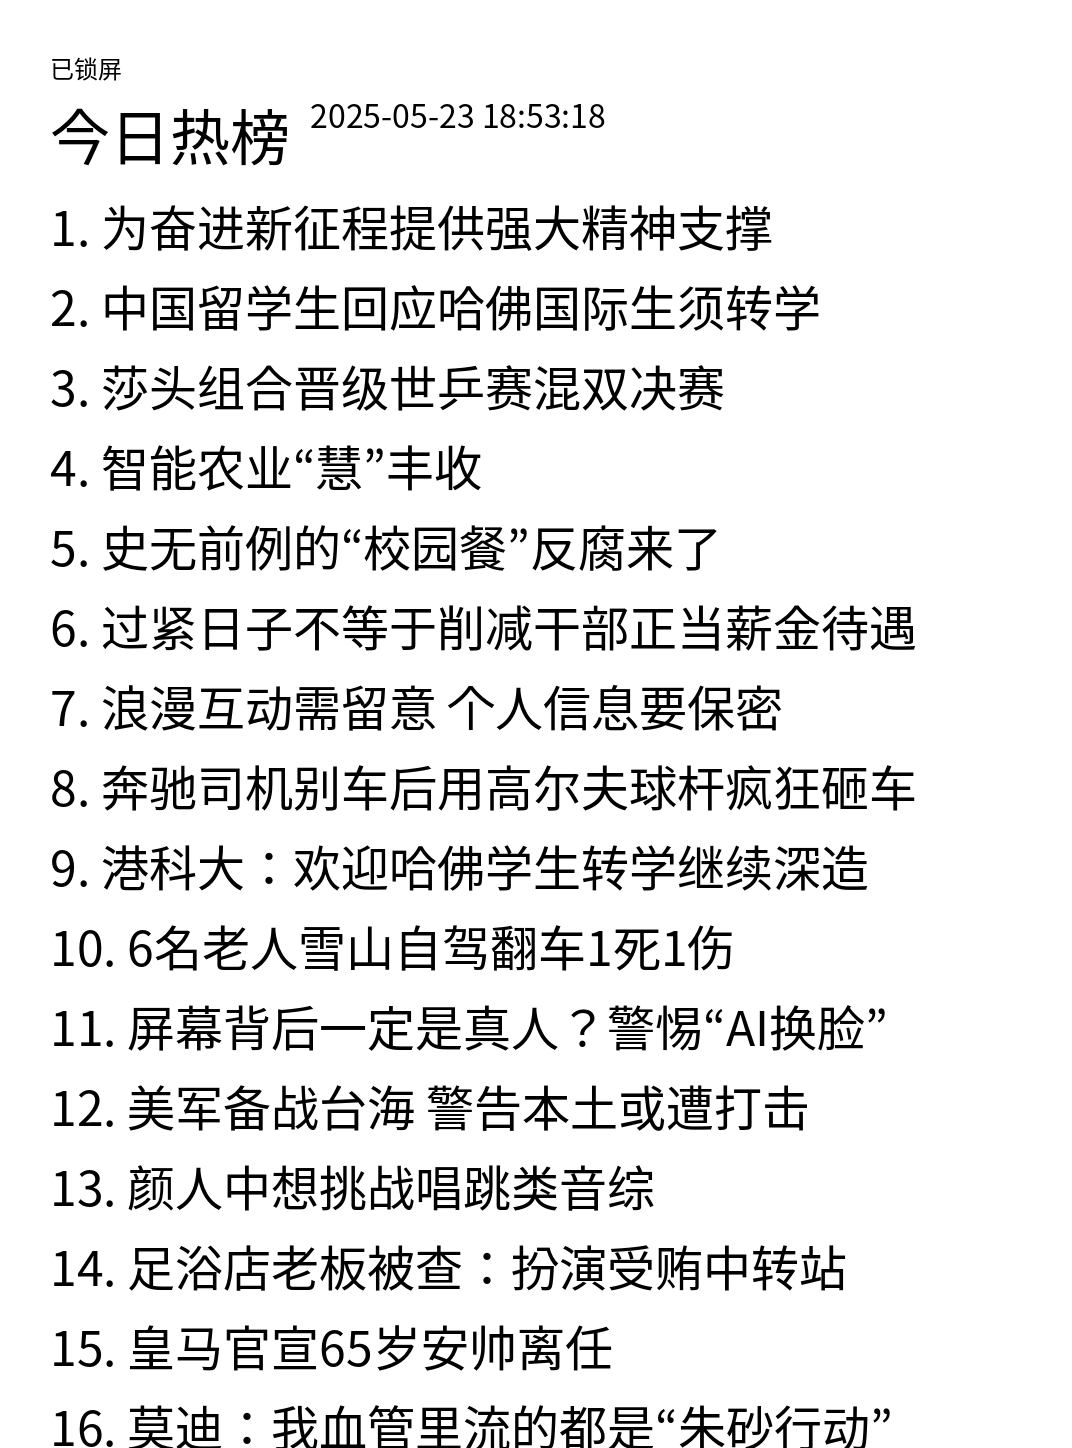 已锁屏
今日热榜 2025-05-23 18:53:18
1. 为奋进新征程提供强大精神支撑
2. 中国留学生回应哈佛国际生须转学
3. 莎头组合晋级世乒赛混双决赛
4. 智能农业“慧”丰收
5. 史无前例的“校园餐”反腐来了
6. 过紧日子不等于削减干部正当薪金待遇
7. 浪漫互动需留意 个人信息要保密
8. 奔驰司机别车后用高尔夫球杆疯狂砸车
9. 港科大：欢迎哈佛学生转学继续深造
10. 6名老人雪山自驾翻车1死1伤
11. 屏幕背后一定是真人？警惕“AI换脸”
12. 美军备战台海 警告本土或遭打击
13. 颜人中想挑战唱跳类音综
14. 足浴店老板被查：扮演受贿中转站
15. 皇马官宣65岁安帅离任
16. 莫迪：我血管里流的都是“朱砂行动”